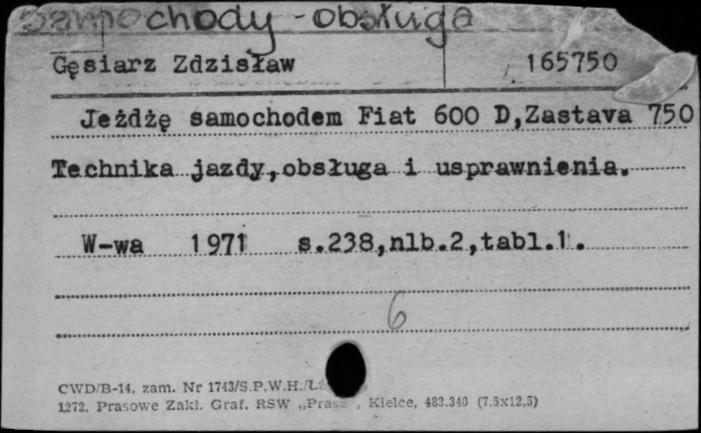 Samochody - obsługa
Gęsiarz Zdzisław 165750
Jeżdżę samochodem Fiat 600 D,Zastava 750
Technika jazdy,obsługa i usprawnienia.
W-wa 1971 s.238,nlb.2,tabl.1.
6
CWD/B-14, zam. Nr 1743/S.P.W.H./
1272. Prasowe Zakł. Graf. RSW „Prasa", Kielce, 483.340 (7,5x12,5)